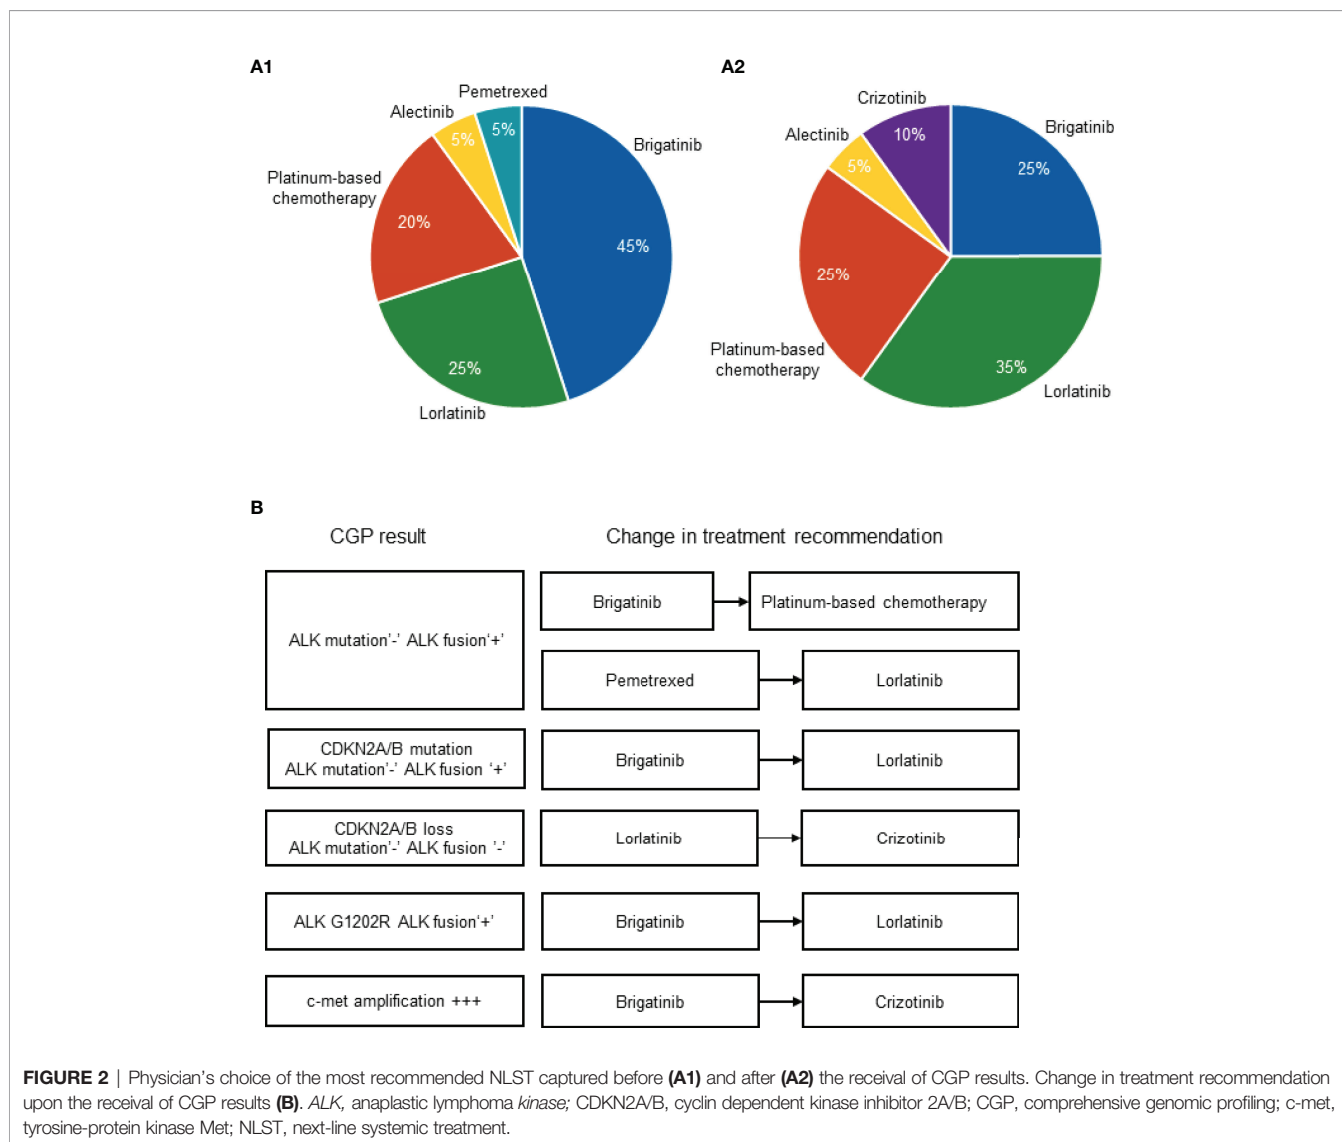 A1
Pemetrexed
Alectinib
5%
5%
Brigatinib
Platinum-based
chemotherapy
20%
45%
25%
Lorlatinib
A2
Crizotinib
Alectinib
10%
Brigatinib
5%
25%
25%
Platinum-based
chemotherapy
35%
Lorlatinib
B
CGP result
Change in treatment recommendation
ALK mutation'-' ALK fusion'+'
Brigatinib
Platinum-based chemotherapy
Pemetrexed
Lorlatinib
CDKN2A/B mutation
ALK mutation'-' ALK fusion '+'
Brigatinib
Lorlatinib
CDKN2A/B loss
ALK mutation'-' ALK fusion '-'
Lorlatinib
Crizotinib
ALK G1202R ALK fusion'+'
Brigatinib
Lorlatinib
c-met amplification +++
Brigatinib
Crizotinib
FIGURE 2 | Physician's choice of the most recommended NLST captured before (A1) and after (A2) the receival of CGP results. Change in treatment recommendation
upon the receival of CGP results (B). ALK, anaplastic lymphoma kinase; CDKN2A/B, cyclin dependent kinase inhibitor 2A/B; CGP, comprehensive genomic profiling; c-met,
tyrosine-protein kinase Met; NLST, next-line systemic treatment.